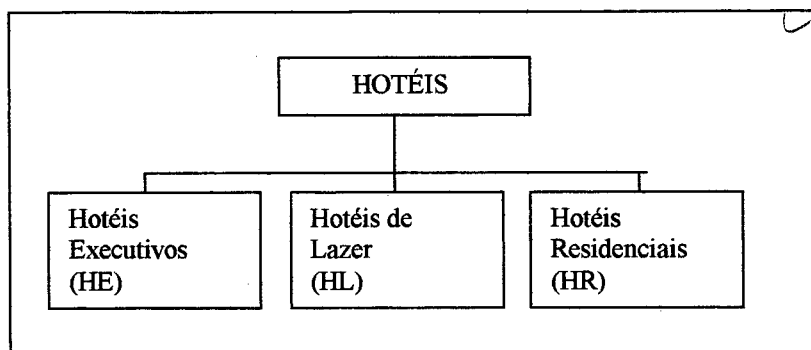 HOTÉIS
Hotéis
Executivos
(HE)
Hotéis de
Lazer
(HL)
Hotéis
Residenciais
(HR)